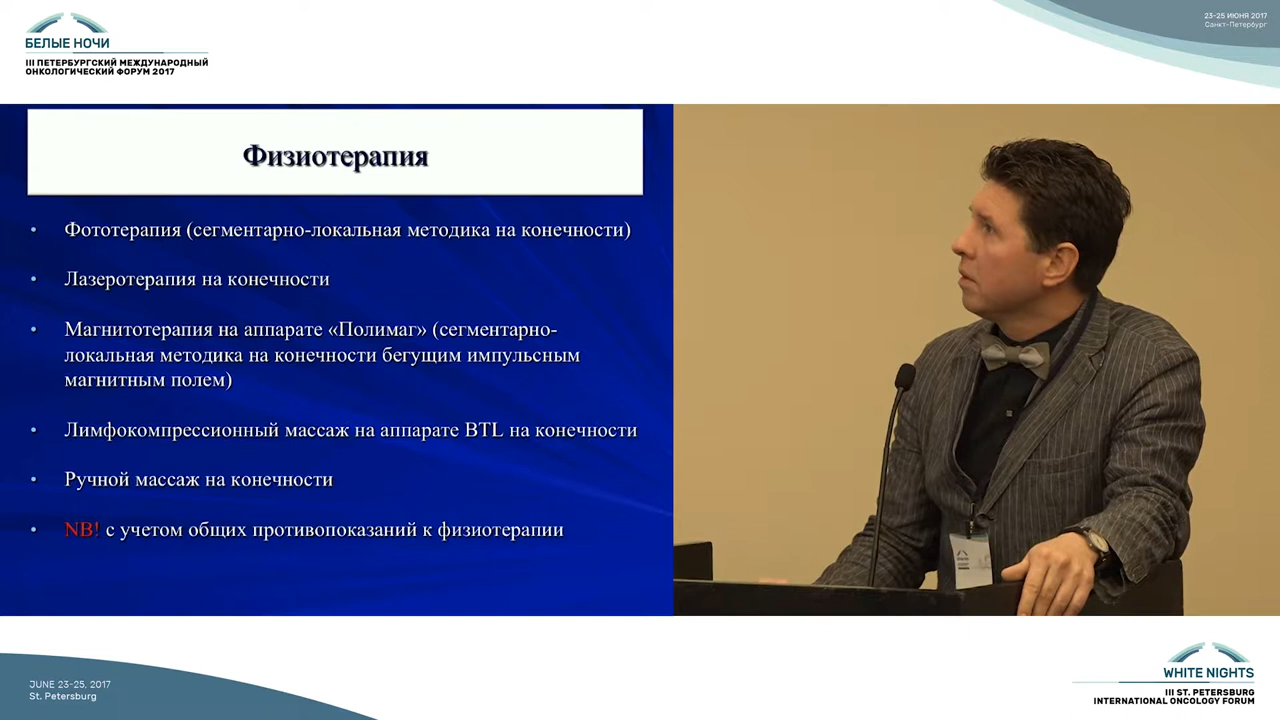 БЕЛЫЕ НОЧИ
III ПЕТЕРБУРГСКИЙ МЕЖДУНАРОДНЫЙ
ОНКОЛОГИЧЕСКИЙ ФОРУМ 2017
23-25 ИЮНЯ 2017
Санкт-Петербург
Физиотерапия
• Фототерапия (сегментарно-локальная методика на конечности)
• Лазеротерапия на конечности
• Магнитотерапия на аппарате «Полимаг» (сегментарно-
локальная методика на конечности бегущим импульсным
магнитным полем)
• Лимфокомпрессионный массаж на аппарате BTL на конечности
• Ручной массаж на конечности
• NB! с учетом общих противопоказаний к физиотерапии
JUNE 23-25, 2017
St. Petersburg
WHITE NIGHTS
III ST. PETERSBURG
INTERNATIONAL ONCOLOGY FORUM